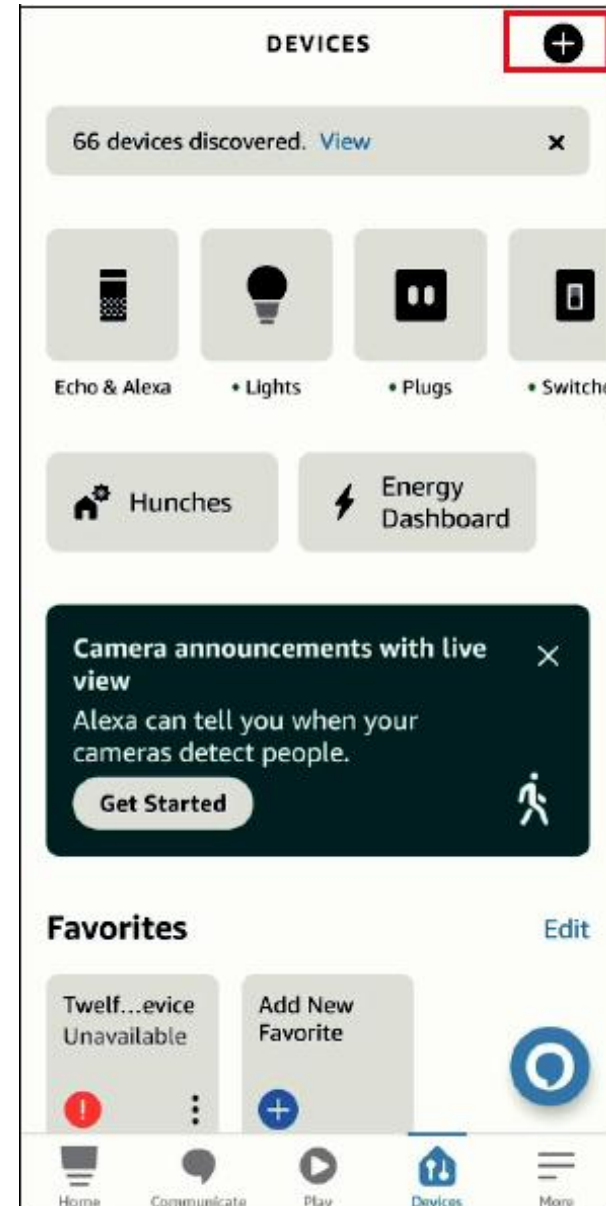 DEVICES
66 devices discovered. View
Echo & Alexa
• Lights
• Plugs
• Switche
Hunches
Energy
Dashboard
Camera announcements with live
view
Alexa can tell you when your
cameras detect people.
Get Started
Favorites
Edit
Twelf...evice
Unavailable
Add New
Favorite
Home
Communicate
Play
Devices
More